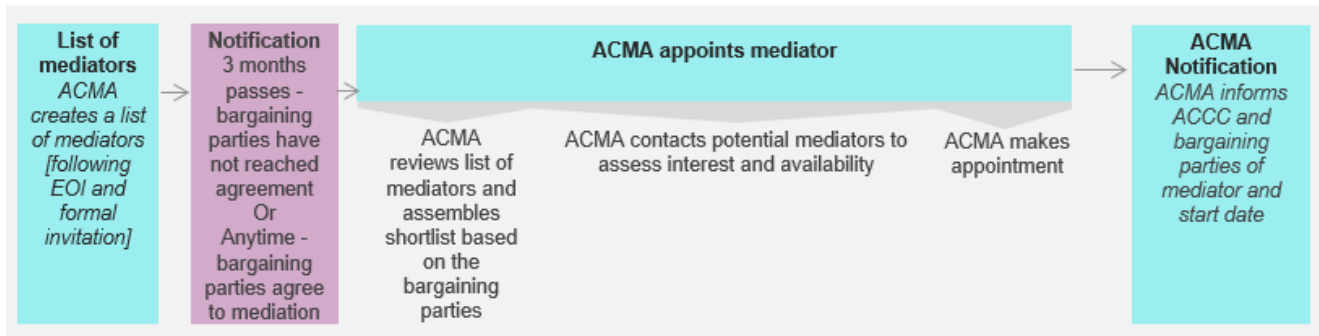 List of
mediators
ACMA
creates a list
of mediators
[following
EOI and
formal
invitation]
Notification
3 months
passes -
bargaining
parties have
not reached
agreement
Or
Anytime -
bargaining
parties agree
to mediation
ACMA appoints mediator
ACMA
reviews list of
mediators and
assembles
shortlist based
on the
bargaining
parties
ACMA contacts potential mediators to
assess interest and availability
ACMA makes
appointment
ACMA
Notification
ACMA informs
ACCC and
bargaining
parties of
mediator and
start date